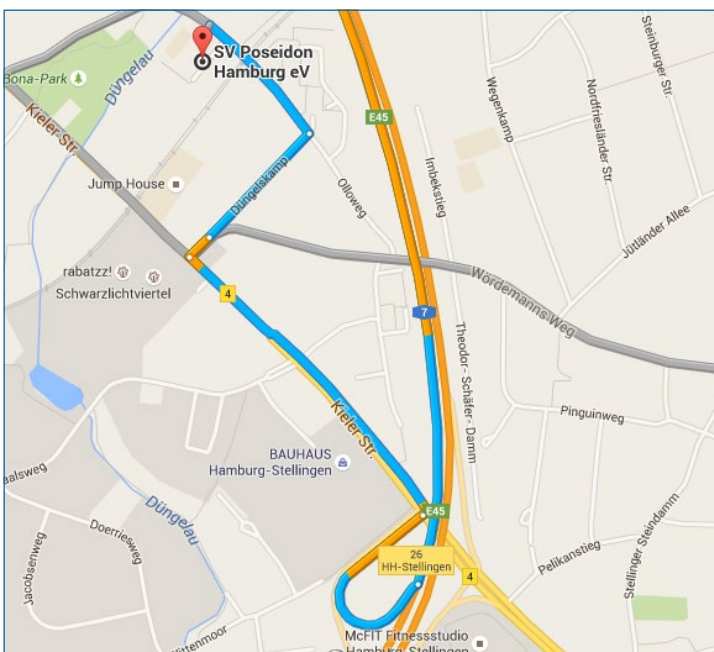 SV Poseidon
Hamburg eV
Bona-Park
Düngelau
Kieler Str.
E45
Steinburger Str.
Wegenkamp
Nordfriesländer Str.
Imbekstieg
Jump House
Düngelskamp
Olloweg
Jütländer Allee
rabatzz!
Schwarzlichtviertel
4
7
Wördemanns Weg
Theodor-Schäfer-Damm
Kieler Str.
Pinguinweg
BAUHAUS
Hamburg-Stellingen
Düngelau
Doerriesweg
Jacobsenweg
E45
26
HH-Stellingen
4
Pelikanstieg
Stellinger Steindamm
McFIT Fitnessstudio
Hamburg-Stellingen